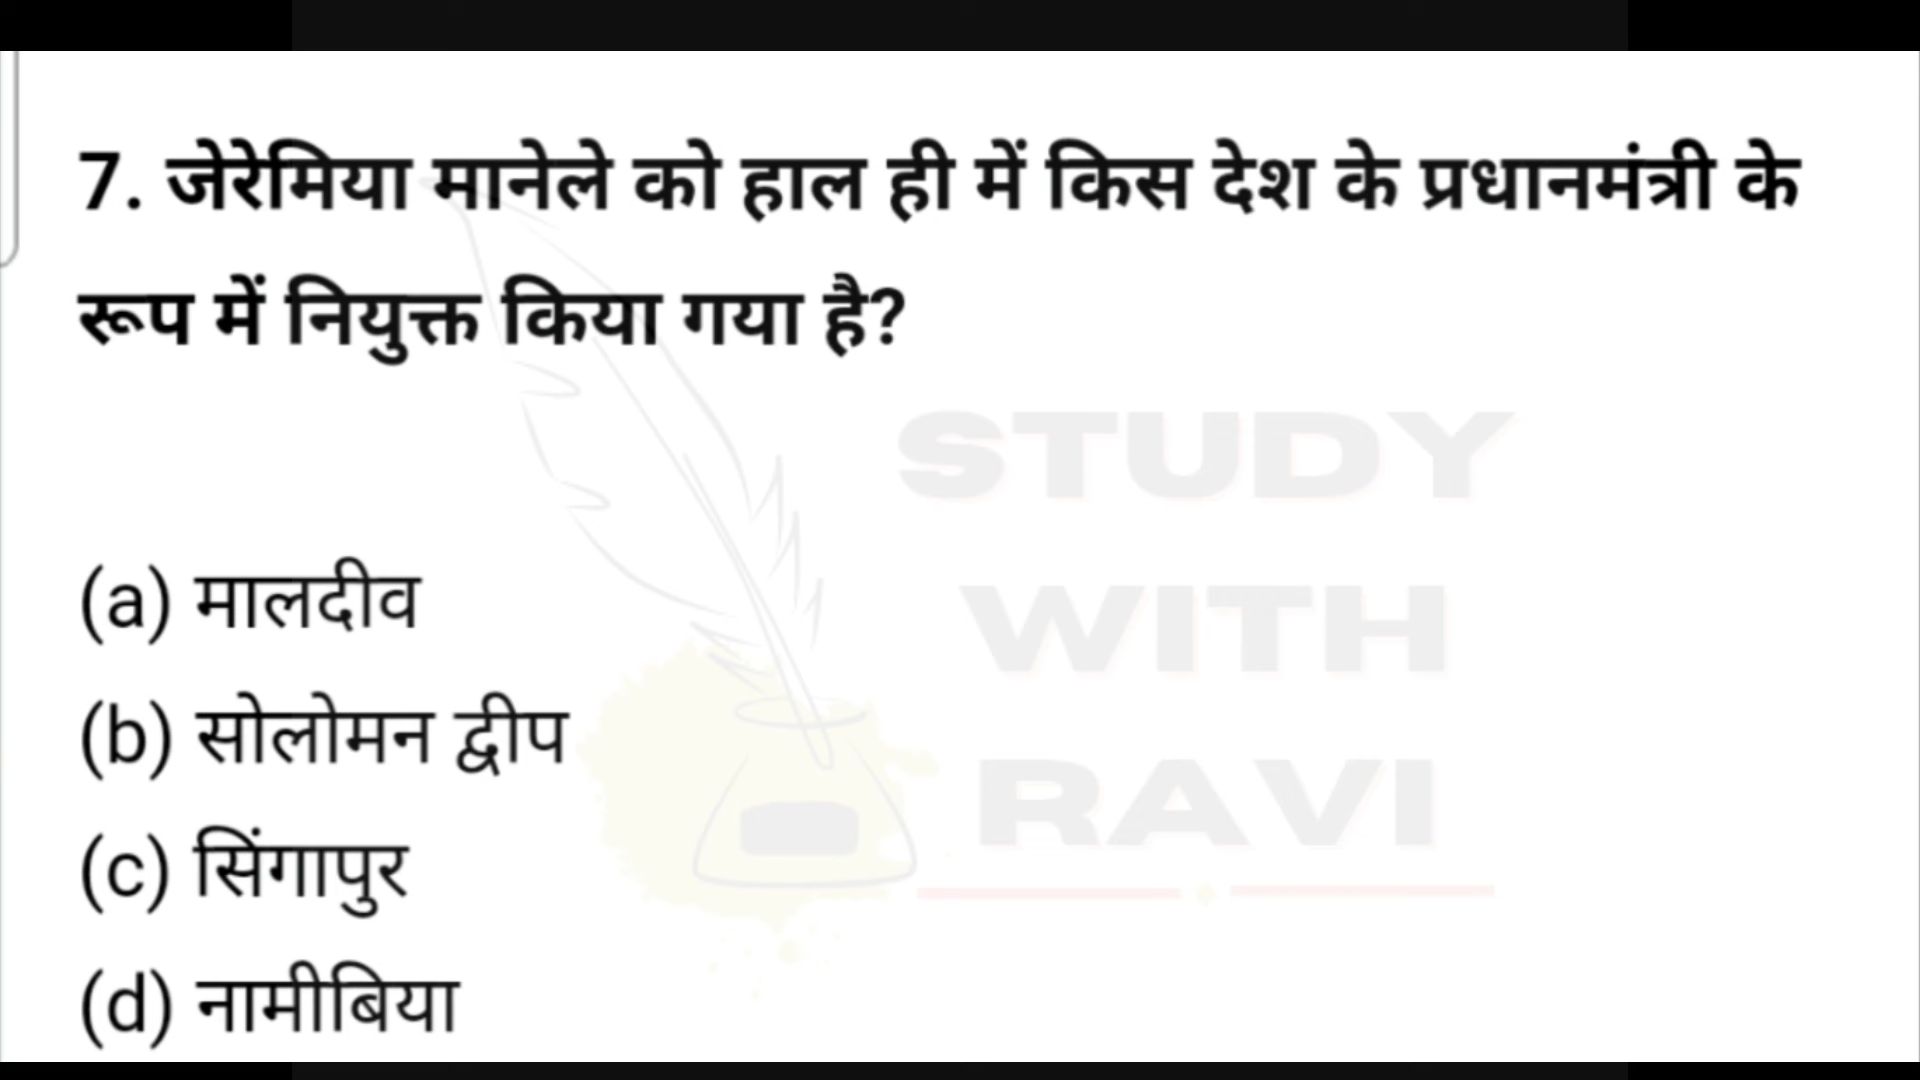 7. जेरेमिया मानेले को हाल ही में किस देश के प्रधानमंत्री के
रूप में नियुक्त किया गया है?
STUDY
WITH
RAVI
(a) मालदीव
(b) सोलोमन द्वीप
(c) सिंगापुर
(d) नामीबिया